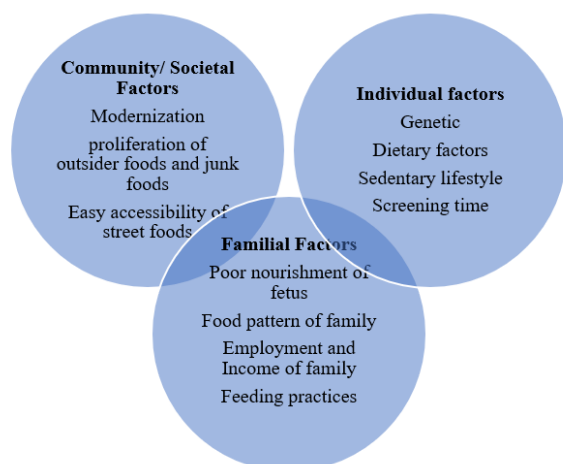 Community/ Societal
Factors
Modernization
proliferation of
outsider foods and junk
foods
Easy accessibility of
street foods
Individual factors
Genetic
Dietary factors
Sedentary lifestyle
Screening time
Familial Factors
Poor nourishment of
fetus
Food pattern of family
Employment and
Income of family
Feeding practices